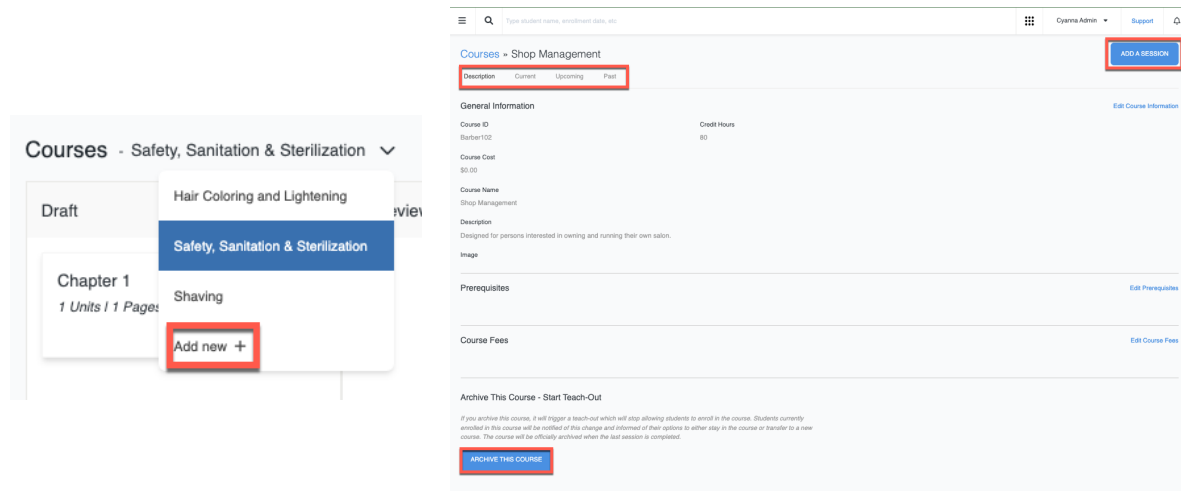 Courses - Safety, Sanitation & Sterilization
Draft
Hair Coloring and Lightening
Safety, Sanitation & Sterilization
Chapter 1
1 Units I 1 Pages
Shaving
Add new +
Type student name, enrollment date, etc
Cyanna Admin
Support
Courses » Shop Management
ADD A SESSION
Description Current Upcoming Past
General Information
Edit Course Information
Course ID
Credit Hours
Barber102
80
Course Cost
$0.00
Course Name
Shop Management
Description
Designed for persons interested in owning and running their own salon.
Image
Prerequisites
Edit Prerequisites
Course Fees
Edit Course Fees
Archive This Course - Start Teach-Out
If you archive this course, it will trigger a teach-out which will stop allowing students to enroll in the course. Students currently
enrolled in this course will be notified of this change and informed of their options to either stay in the course or transfer to a new
course. The course will be officially archived when the last session is completed.
ARCHIVE THIS COURSE